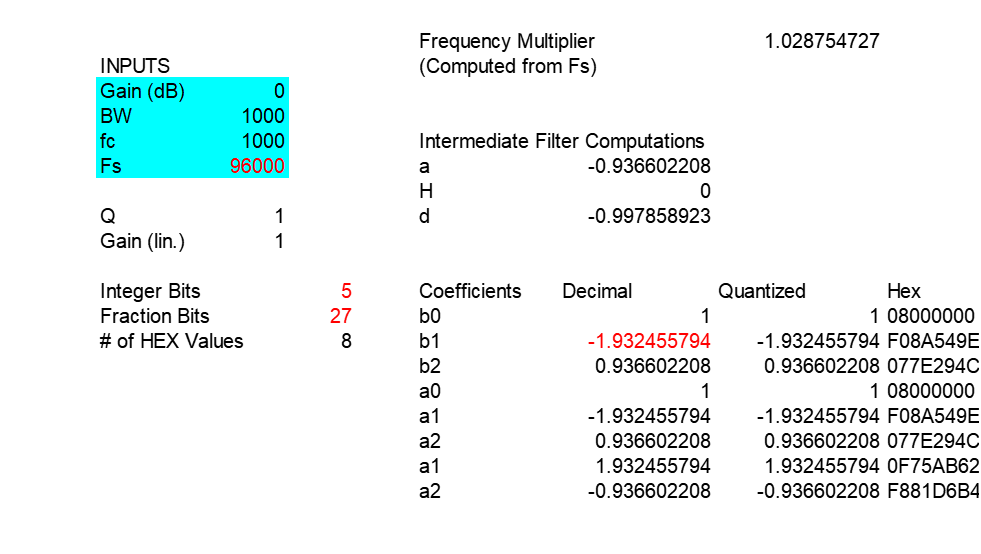 Frequency Multiplier 1.028754727
INPUTS (Computed from Fs)
Gain (dB) 0
BW 1000
fc 1000 Intermediate Filter Computations
Fs 96000 a -0.936602208
H 0
Q 1 d -0.997858923
Gain (lin.) 1
Integer Bits 5 Coefficients Decimal Quantized Hex
Fraction Bits 27 b0 1 1 08000000
# of HEX Values 8 b1 -1.932455794 -1.932455794 F08A549E
b2 0.936602208 0.936602208 077E294C
a0 1 1 08000000
a1 -1.932455794 -1.932455794 F08A549E
a2 0.936602208 0.936602208 077E294C
a1 1.932455794 1.932455794 0F75AB62
a2 -0.936602208 -0.936602208 F881D6B4